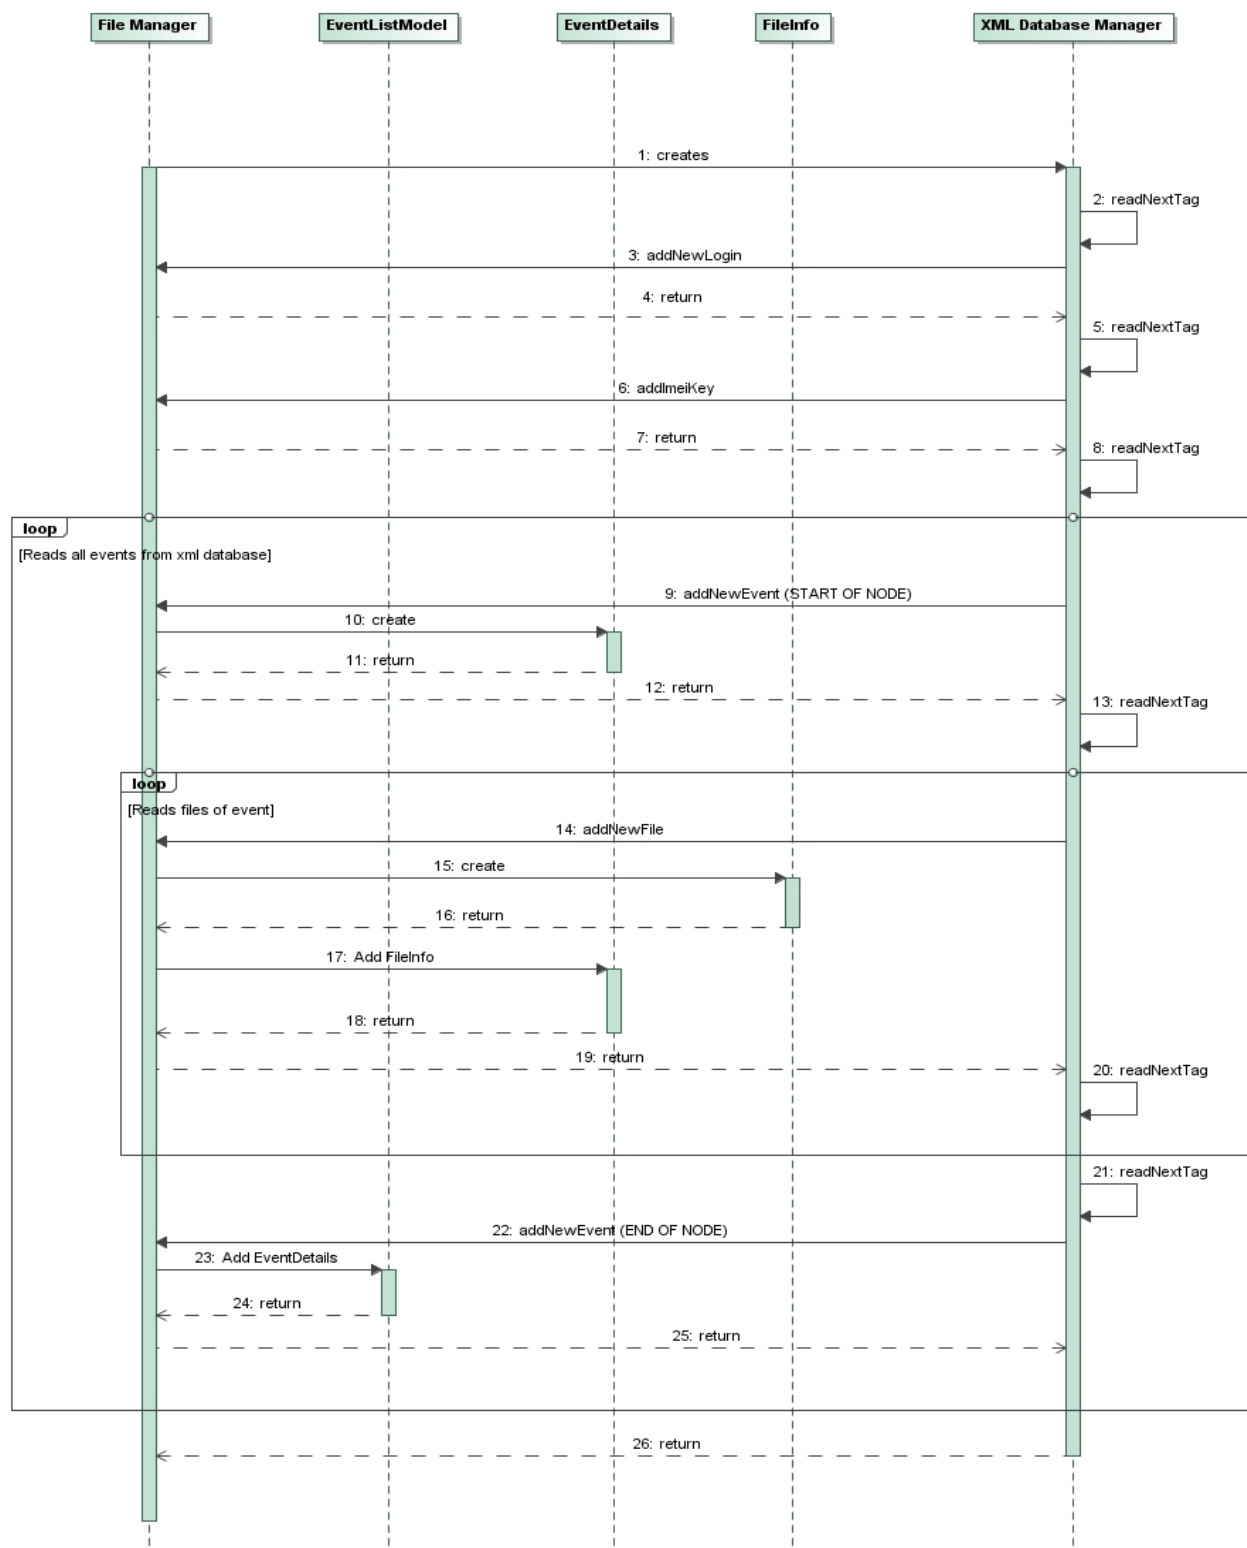 File Manager
EventListModel
EventDetails
FileInfo
XML Database Manager
1: creates
2: readNextTag
3: addNewLogin
4: return
5: readNextTag
6: addImeiKey
7: return
8: readNextTag
loop
[Reads all events from xml database]
9: addNewEvent (START OF NODE)
10: create
11: return
12: return
13: readNextTag
loop
[Reads files of event]
14: addNewFile
15: create
16: return
17: Add FileInfo
18: return
19: return
20: readNextTag
21: readNextTag
22: addNewEvent (END OF NODE)
23: Add EventDetails
24: return
25: return
26: return